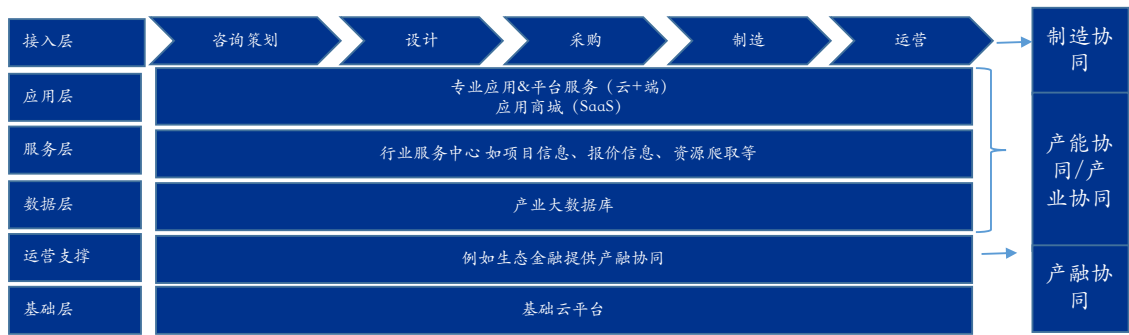 接入层
咨询策划
设计
采购
制造
运营
制造协
同
应用层
专业应用&平台服务（云+端）
应用商城（SaaS）
服务层
行业服务中心 如项目信息、报价信息、资源爬取等
产能协
同/产
业协同
数据层
产业大数据库
运营支撑
例如生态金融提供产融协同
产融协
同
基础层
基础云平台